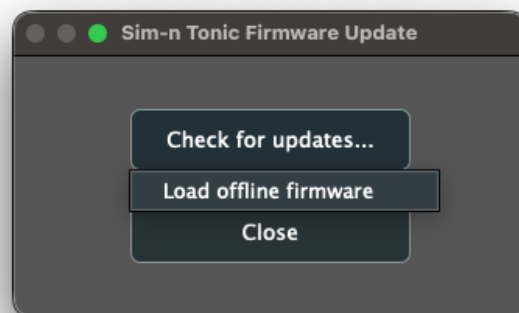 Sim-n Tonic Firmware Update
Check for updates...
Load offline firmware
Close